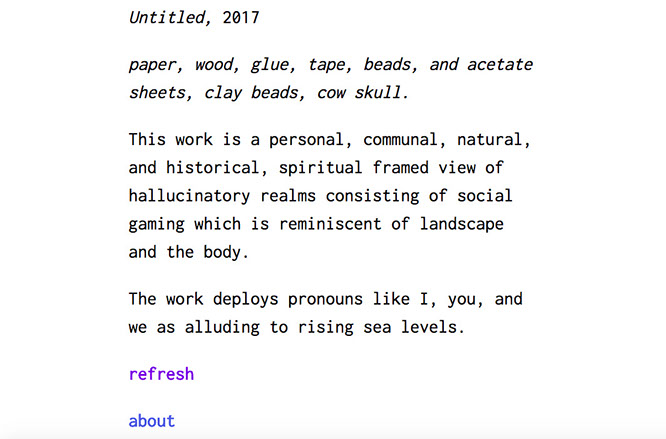 Untitled, 2017
paper, wood, glue, tape, beads, and acetate
sheets, clay beads, cow skull.
This work is a personal, communal, natural,
and historical, spiritual framed view of
hallucinatory realms consisting of social
gaming which is reminiscent of landscape
and the body.
The work deploys pronouns like I, you, and
we as alluding to rising sea levels.
refresh
about